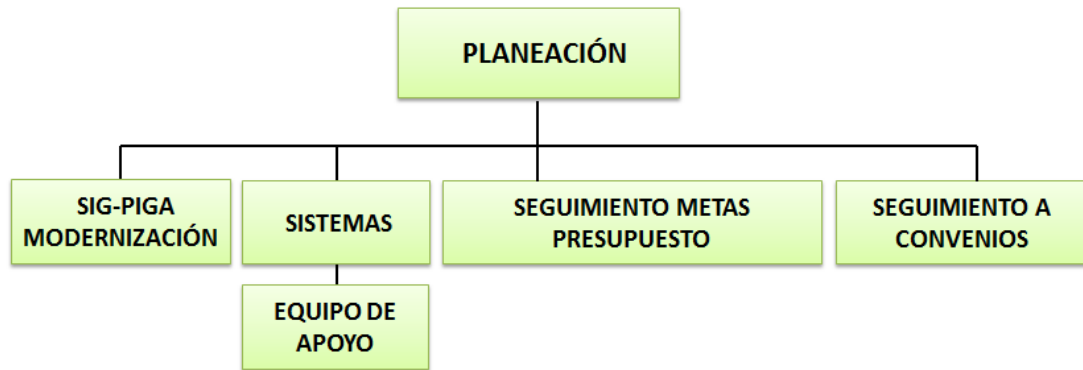 PLANEACIÓN
SIG-PIGA
MODERNIZACIÓN
SISTEMAS
SEGUIMIENTO METAS
PRESUPUESTO
SEGUIMIENTO A
CONVENIOS
EQUIPO DE
APOYO